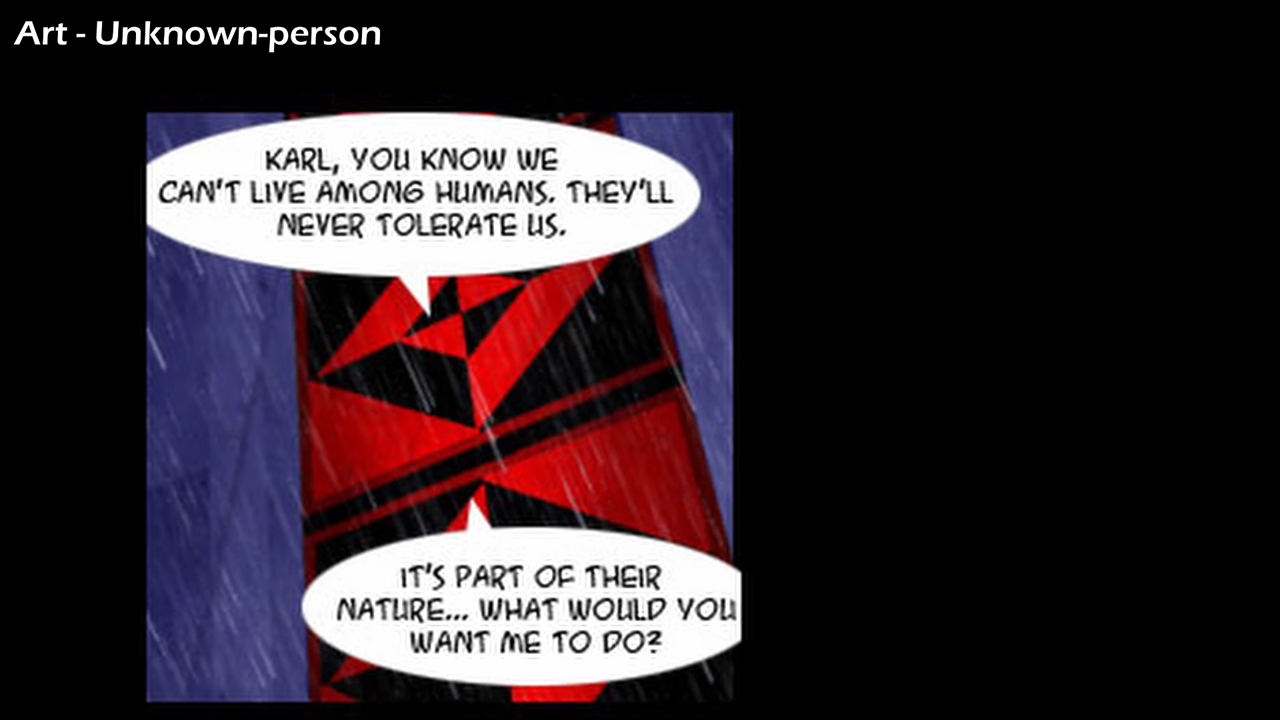 Art - Unknown-person
KARL, YOU KNOW WE
CAN'T LIVE AMONG HUMANS. THEY'LL
NEVER TOLERATE US.
IT'S PART OF THEIR
NATURE... WHAT WOULD YOU
WANT ME TO DO?